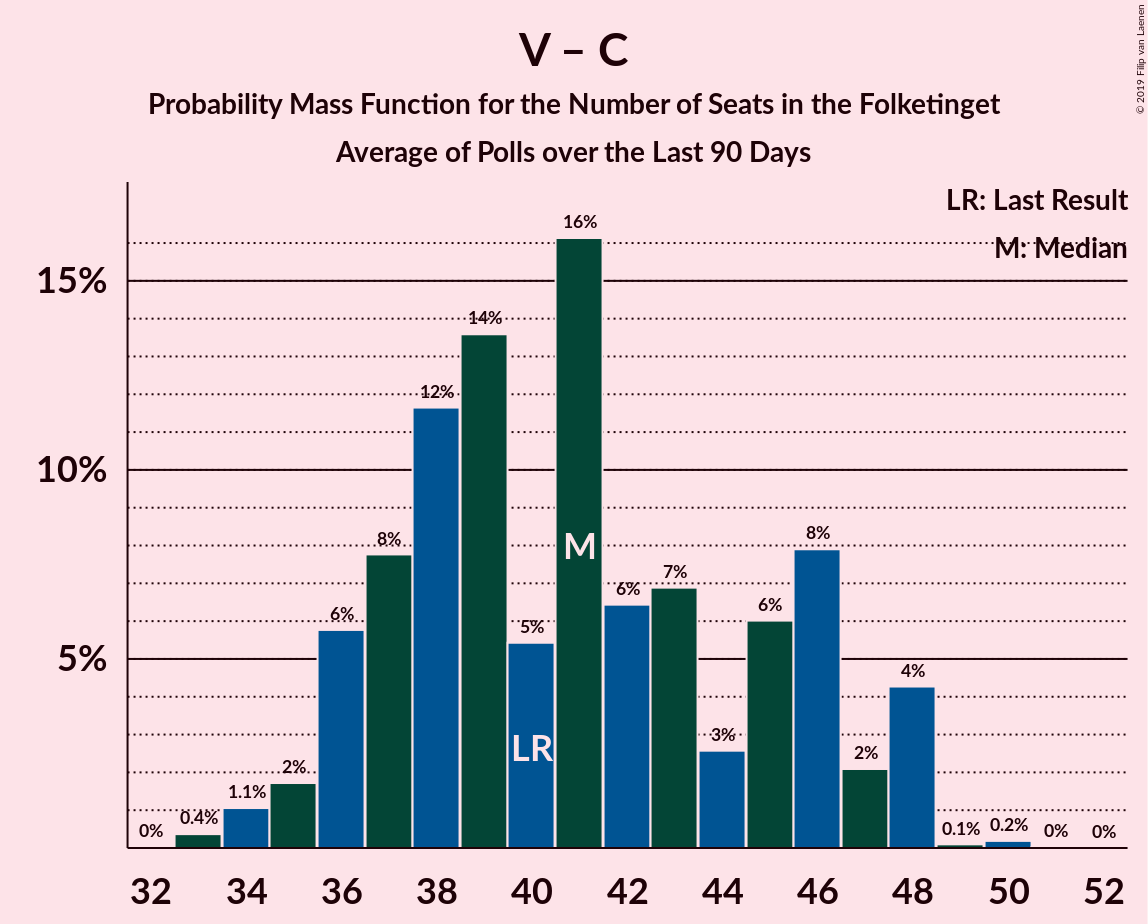 V – C
Probability Mass Function for the Number of Seats in the Folketinget
Average of Polls over the Last 90 Days
© 2019 Filip van Laenen
LR: Last Result
M: Median
15%
10%
5%
0%
0.4%
1.1%
2%
6%
8%
12%
14%
5%
16%
6%
7%
3%
6%
8%
2%
4%
0.1%
0.2%
0%
0%
LR
M
32 34 36 38 40 42 44 46 48 50 52